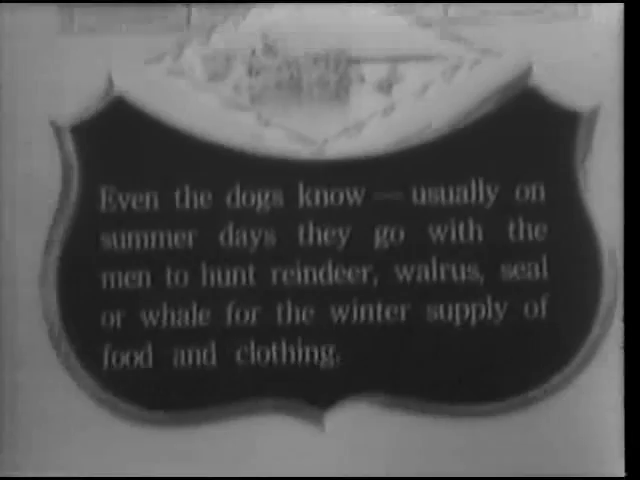 Even the dogs know — usually on
summer days they go with the
men to hunt reindeer, walrus, seal
or whale for the winter supply of
food and clothing.